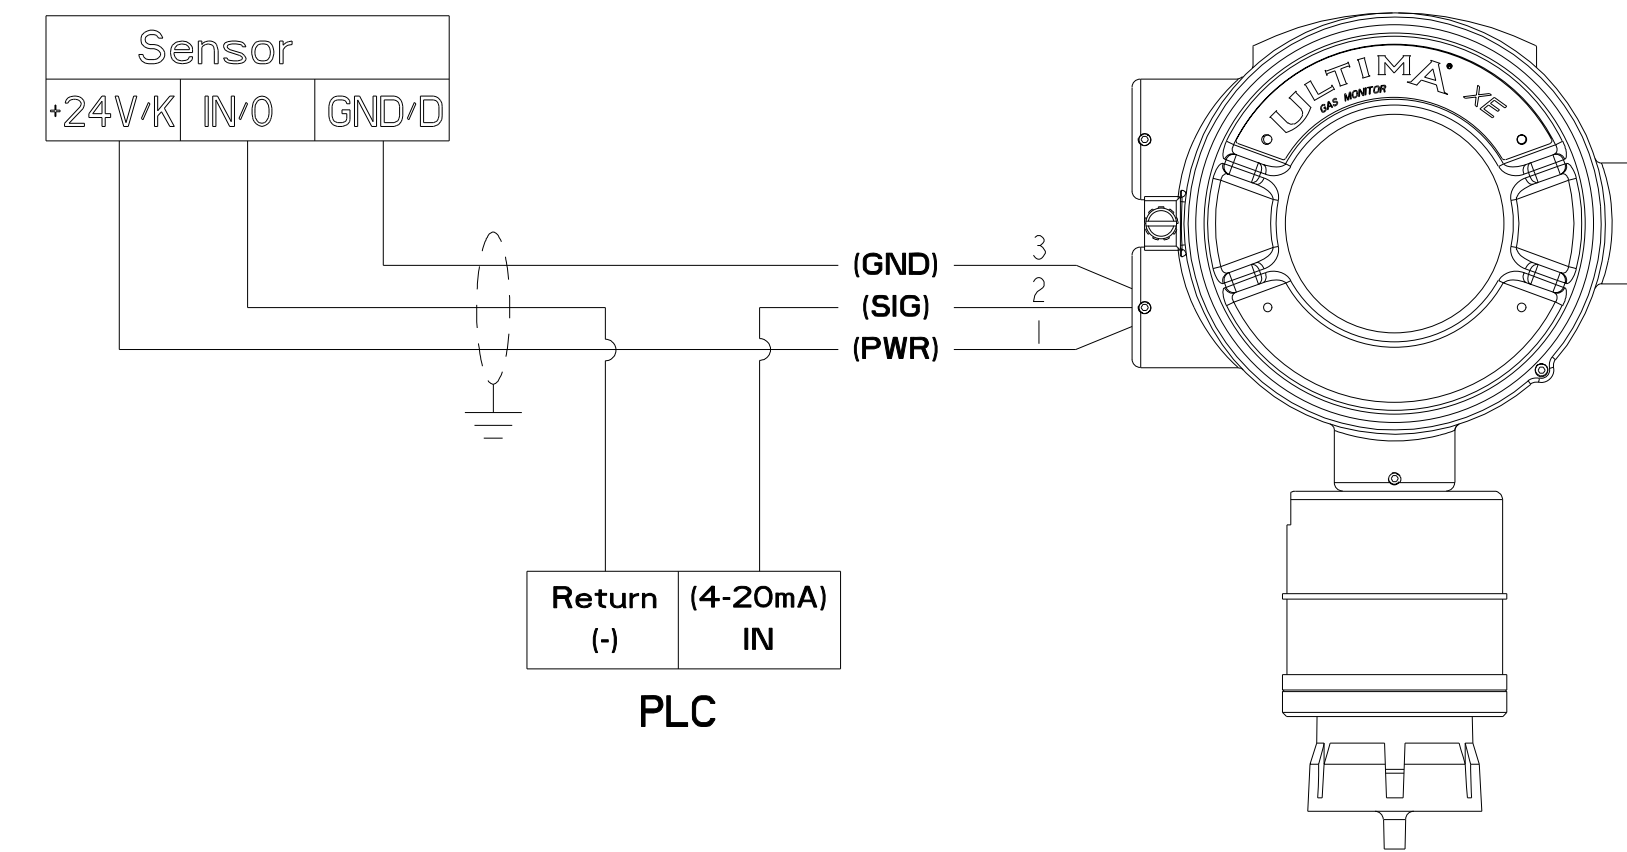 Sensor
+24V/K IN/O GND/D
ULTIMA® XE
GAS MONITOR
(GND) 3
(SIG) 2
(PWR) 1
Return (-)
(4-20mA) IN
PLC